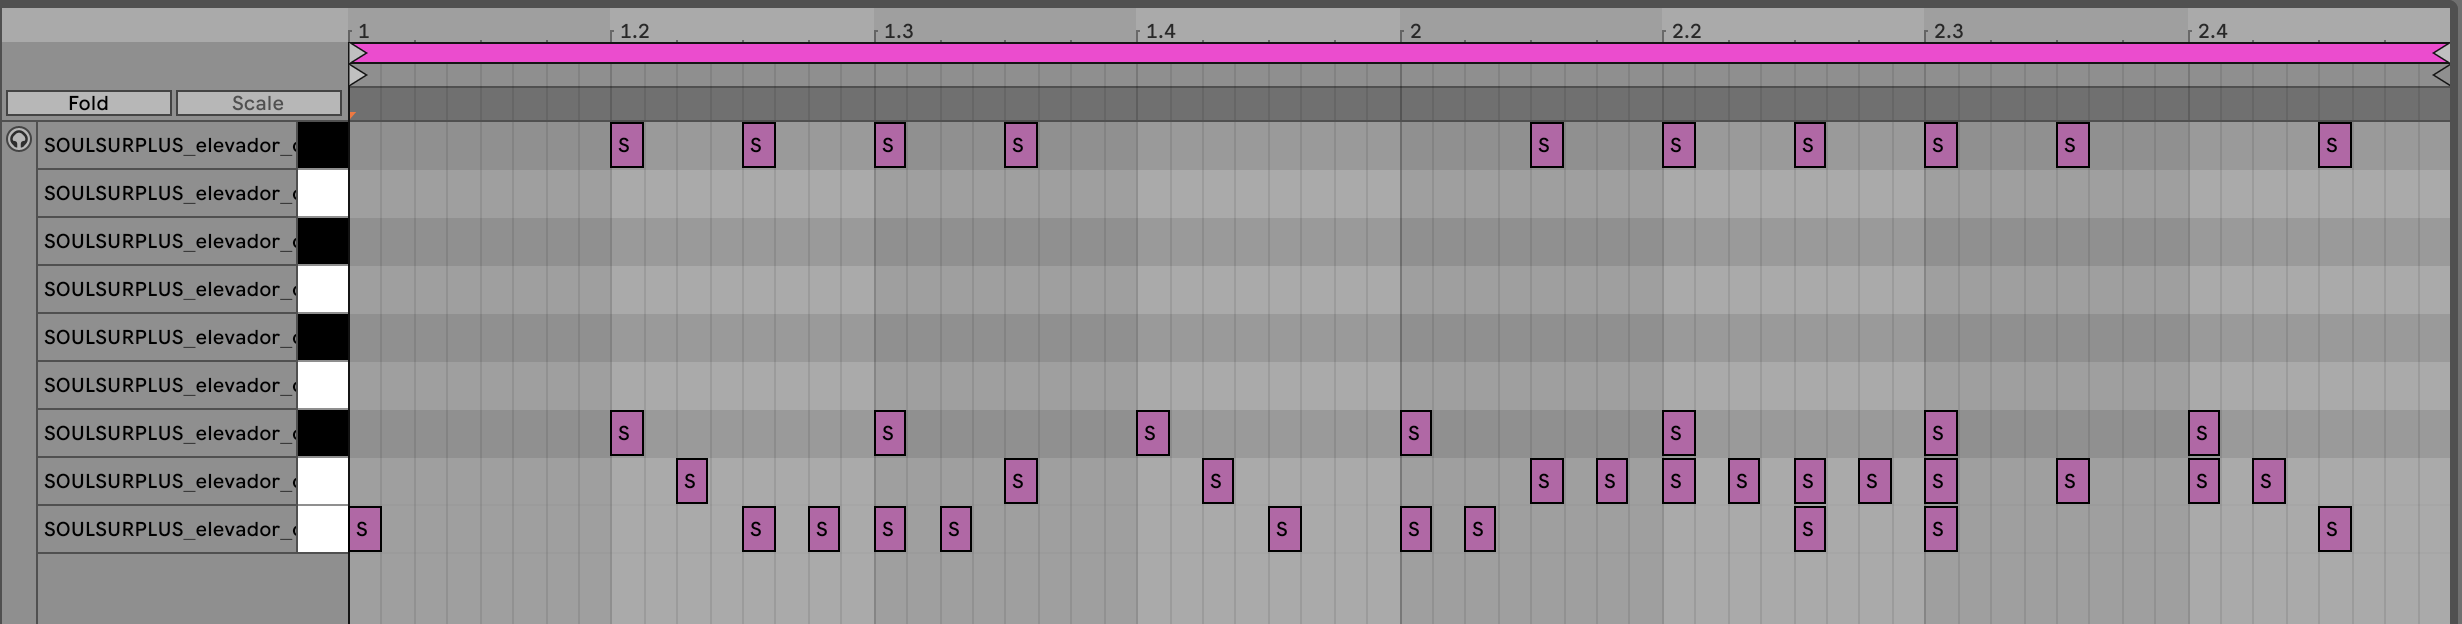 1 1.2 1.3 1.4 2 2.2 2.3 2.4
Fold Scale
SOULSURPLUS_elevador_ S S S S S S S S S S
SOULSURPLUS_elevador_
SOULSURPLUS_elevador_
SOULSURPLUS_elevador_
SOULSURPLUS_elevador_
SOULSURPLUS_elevador_
SOULSURPLUS_elevador_ S S S S S S S
SOULSURPLUS_elevador_ S S S S S S S S S S S S S
SOULSURPLUS_elevador_ S S S S S S S S S S S